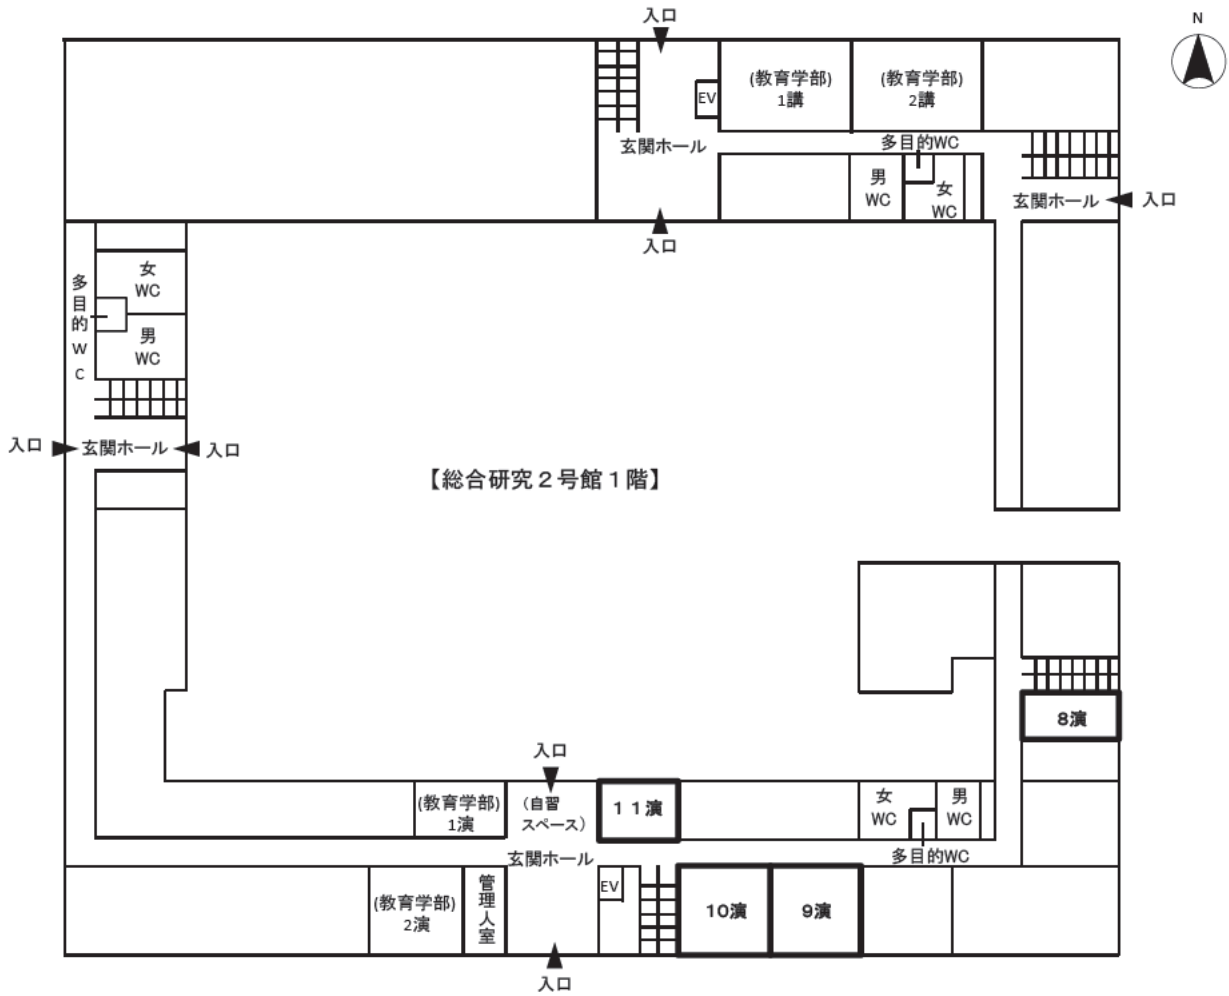 入口
N
(教育学部)
1講
(教育学部)
2講
EV
玄関ホール
多目的WC
男
WC
女
WC
玄関ホール
入口
入口
女
WC
多目的WC
男
WC
入口
玄関ホール
入口
【総合研究２号館１階】
8演
入口
(教育学部)
1演
(自習
スペース)
１１演
女
WC
男
WC
玄関ホール
多目的WC
(教育学部)
2演
管理人室
EV
10演
9演
入口